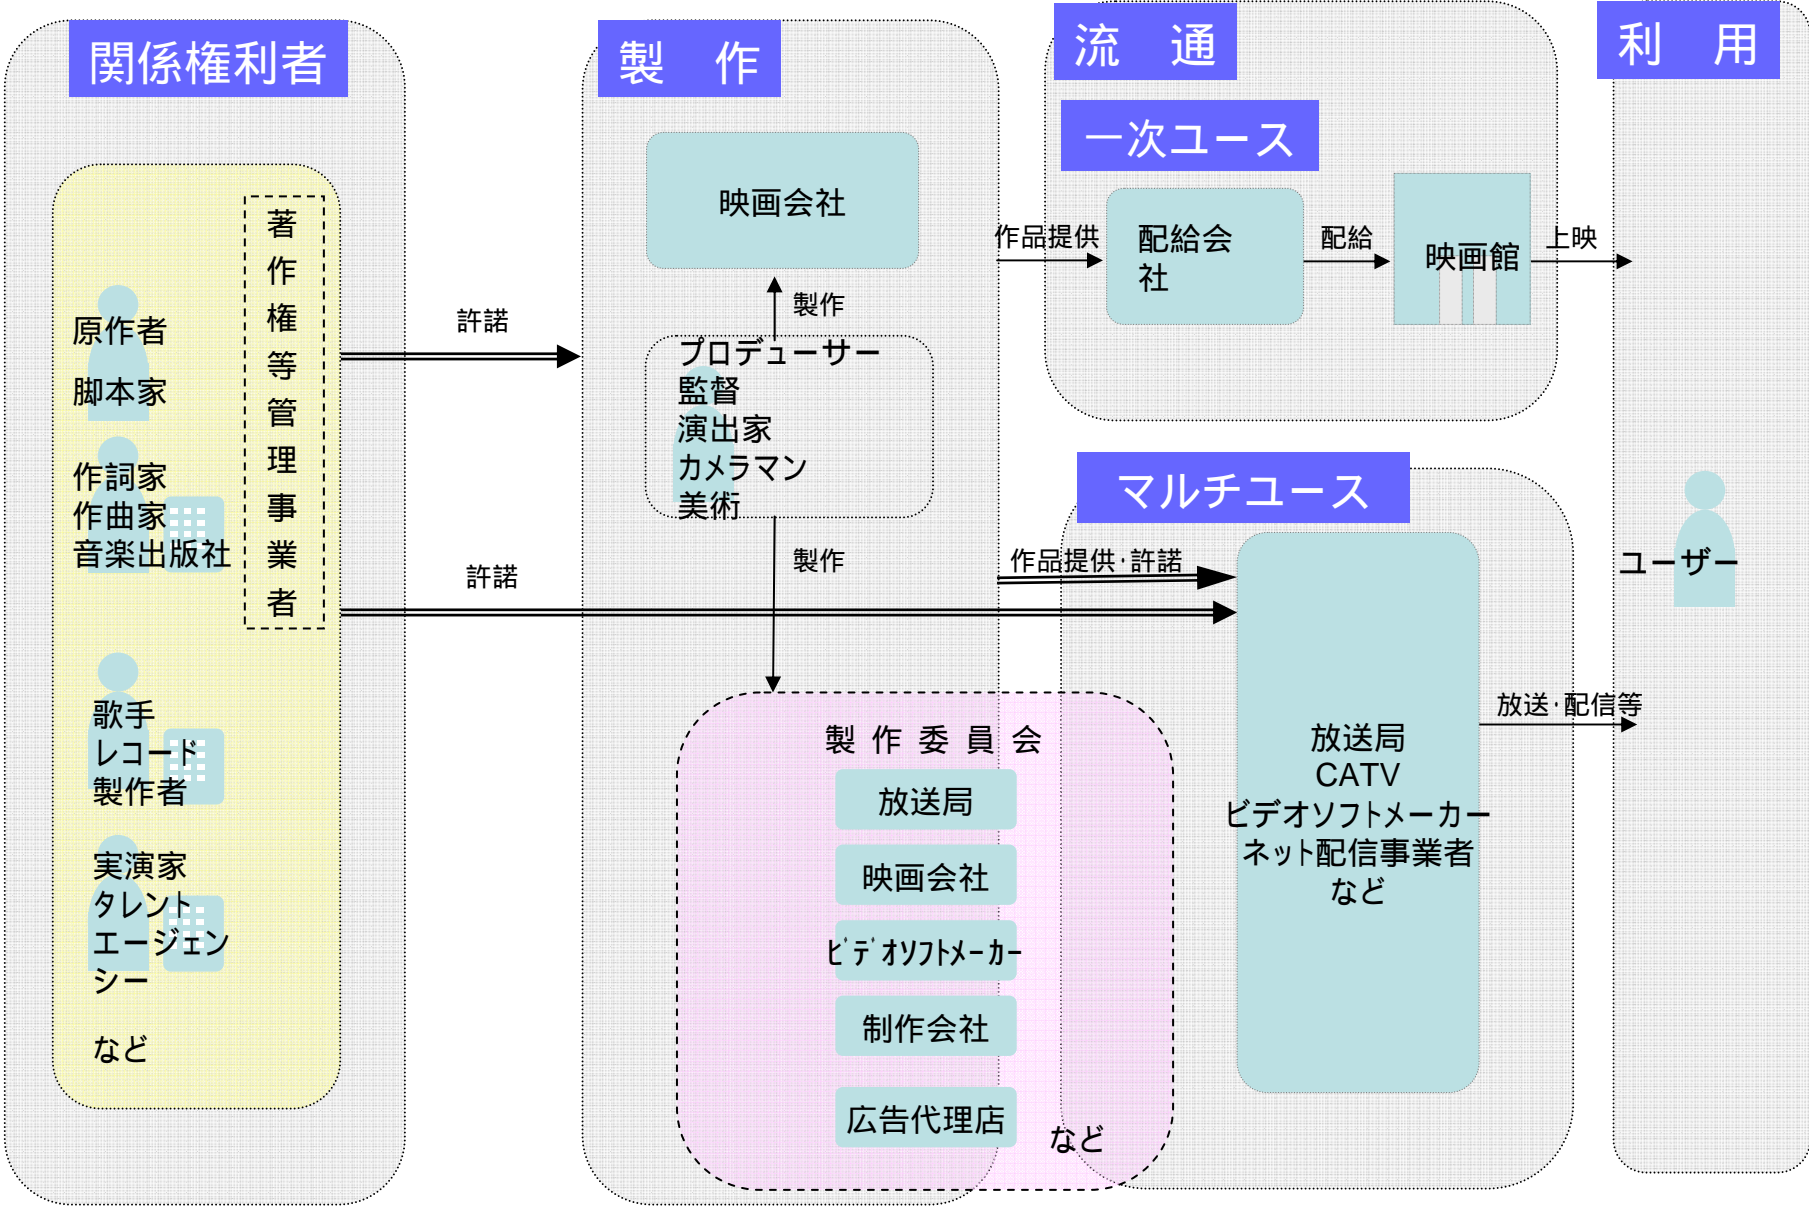 関係権利者
著作権等管理事業者
原作者
脚本家
作詞家
作曲家
音楽出版社
歌手
レコード
製作者
実演家
タレント
エージェン
シー
など
許諾
許諾
製　作
映画会社
製作
プロデューサー
監督
演出家
カメラマン
美術
製作
製作委員会
放送局
映画会社
ﾋﾞﾃﾞｵｿﾌﾄﾒｰｶｰ
制作会社
広告代理店
など
流　通
一次ユース
作品提供
配給会
社
配給
映画館
上映
マルチユース
作品提供・許諾
放送局
CATV
ビデオソフトメーカー
ネット配信事業者
など
放送・配信等
利　用
ユーザー